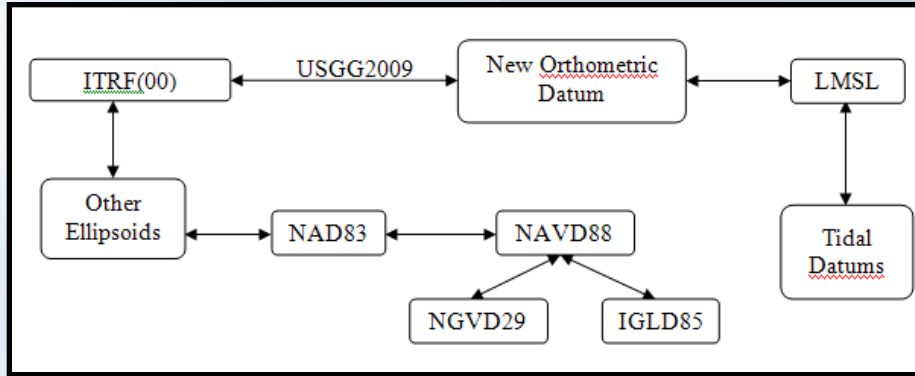 ITRF(00)
USGG2009
New Orthometric
Datum
LMSL
Other
Ellipsoids
NAD83
NAVD88
Tidal
Datums
NGVD29
IGLD85